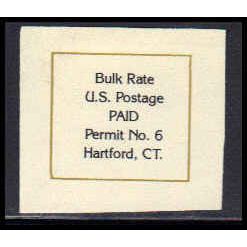 Bulk Rate
U.S. Postage
PAID
Permit No. 6
Hartford, CT.